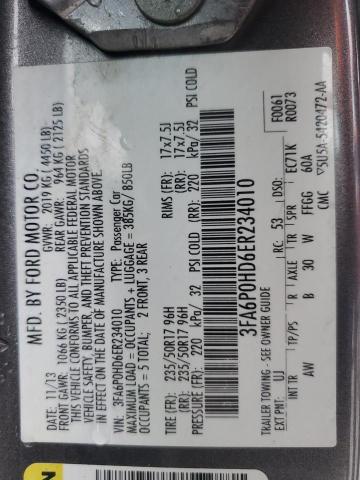 MFD. BY FORD MOTOR CO.
11/13 GVWR: 2019 KG (4450 LB)
FRONT GAWR: 1066 KG (2350 LB) REAR GAWR: 964 KG (2125 LB)
THIS VEHICLE CONFORMS TO ALL APPLICABLE FEDERAL MOTOR
VEHICLE SAFETY, BUMPER, AND THEFT PREVENTION STANDARDS
IN EFFECT ON THE DATE OF MANUFACTURE SHOWN ABOVE.
VIN: 3FA6P0HD6ER234010 TYPE: Passenger Car
MAXIMUM LOAD = OCCUPANTS + LUGGAGE = 385KG/ 850LB
OCCUPANTS = 5 TOTAL: 2 FRONT, 3 REAR
TIRE (FR) 235/50R17 96H RIMS (FR): 17x7.5J
TIRE (RR) 235/50R17 96H RIMS (RR): 17x7.5J
PRESSURE (FR) 220 kPa/ 32 PSI COLD (RR) 220 kPa/ 32 PSI COLD
3FA6P0HD6ER234010
F0061
R0073
TRAILER TOWING - SEE OWNER GUIDE
EXT PNT: UJ RC: 53 DSO: EC71K
INT TR TP/PS R AXLE TR SPR
AW B 30 W FFGG 60A
CMC
5U5A-5420472-AA